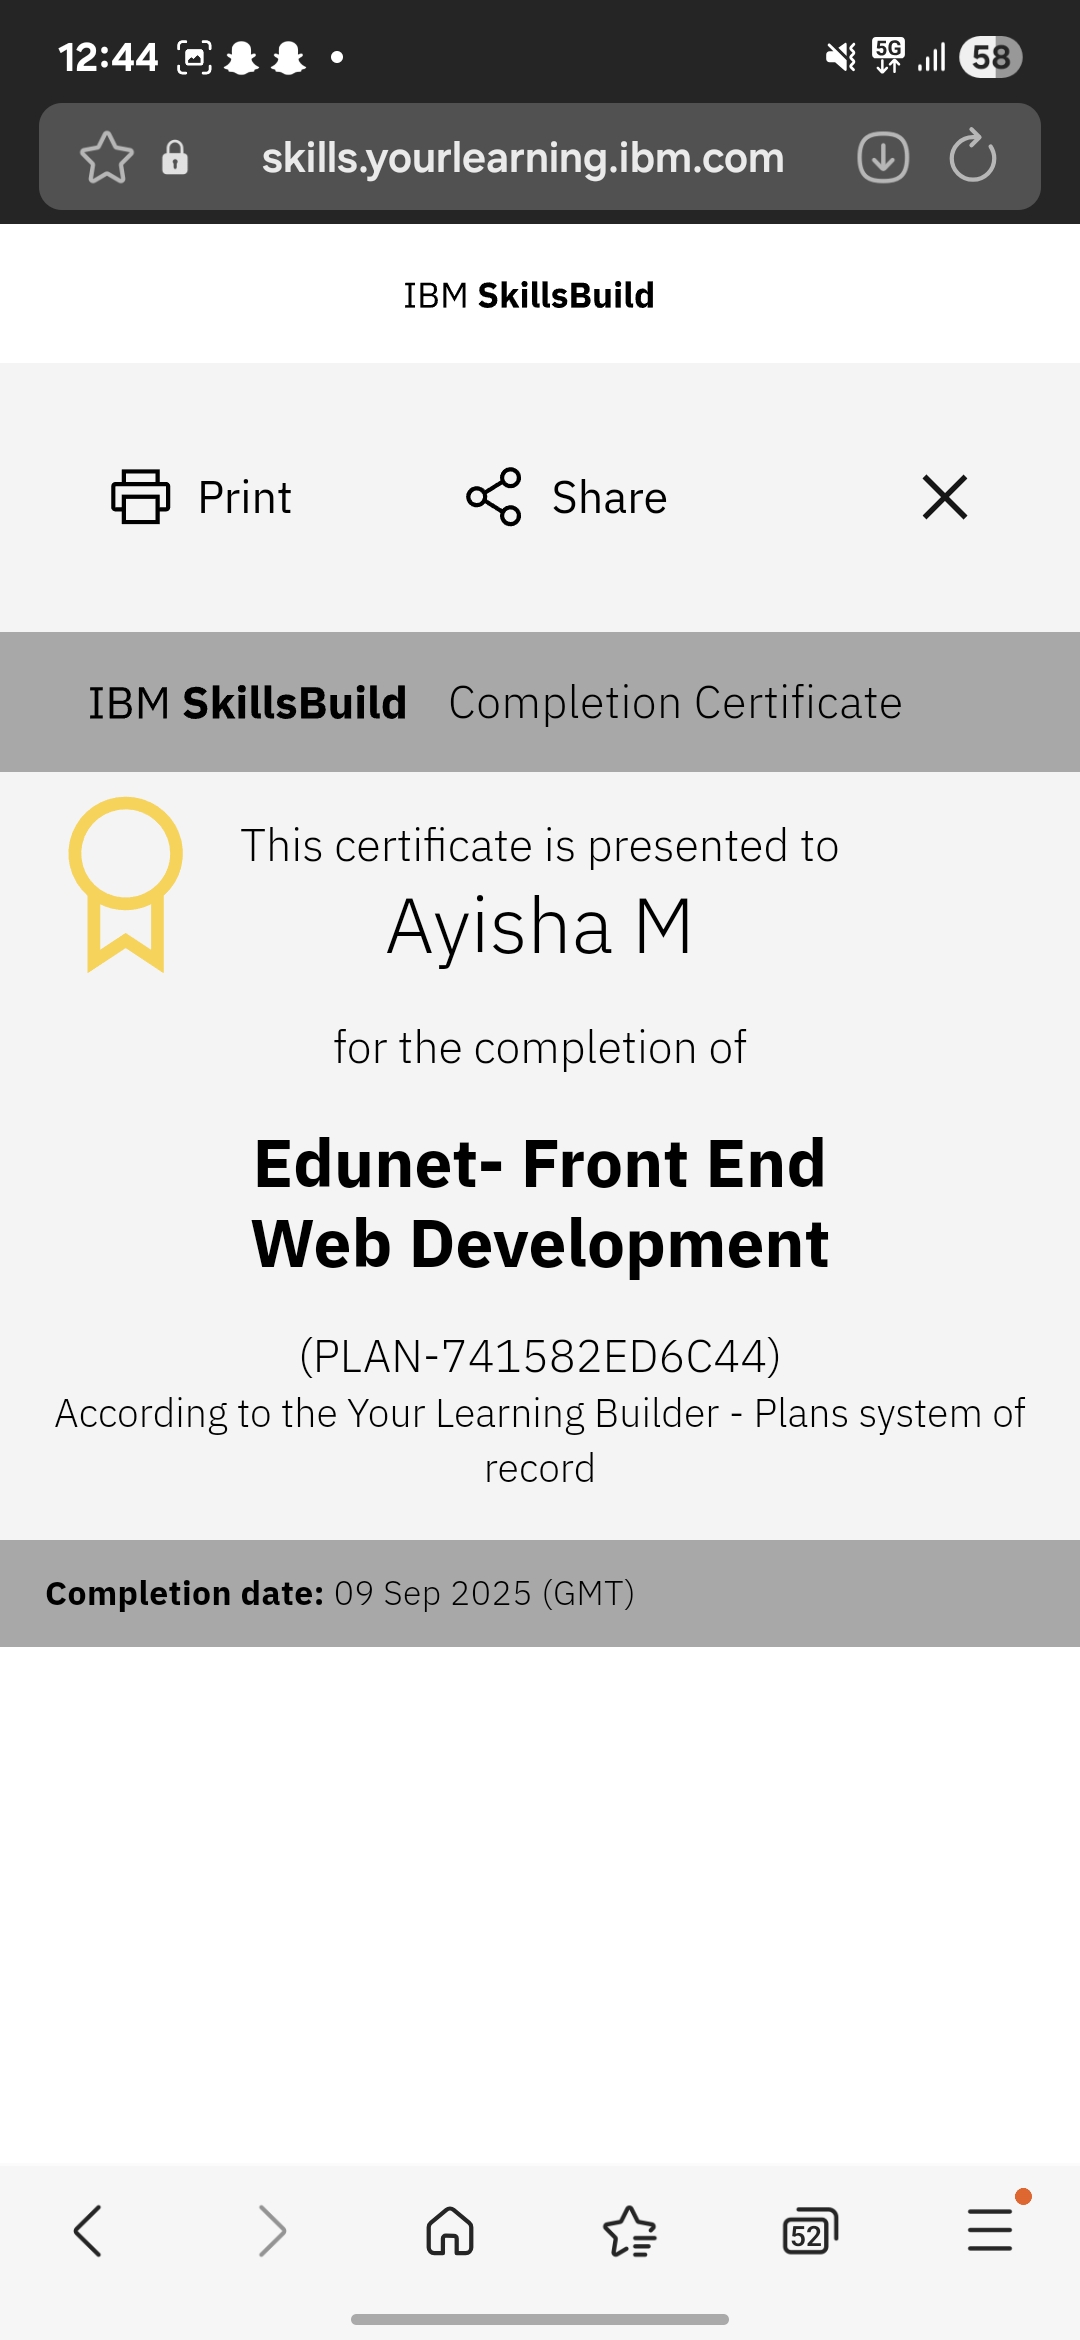 12:44
5G
58
skills.yourlearning.ibm.com
IBM SkillsBuild
Print
Share
IBM SkillsBuild Completion Certificate
This certificate is presented to
Ayisha M
for the completion of
Edunet- Front End
Web Development
(PLAN-741582ED6C44)
According to the Your Learning Builder - Plans system of
record
Completion date: 09 Sep 2025 (GMT)
52